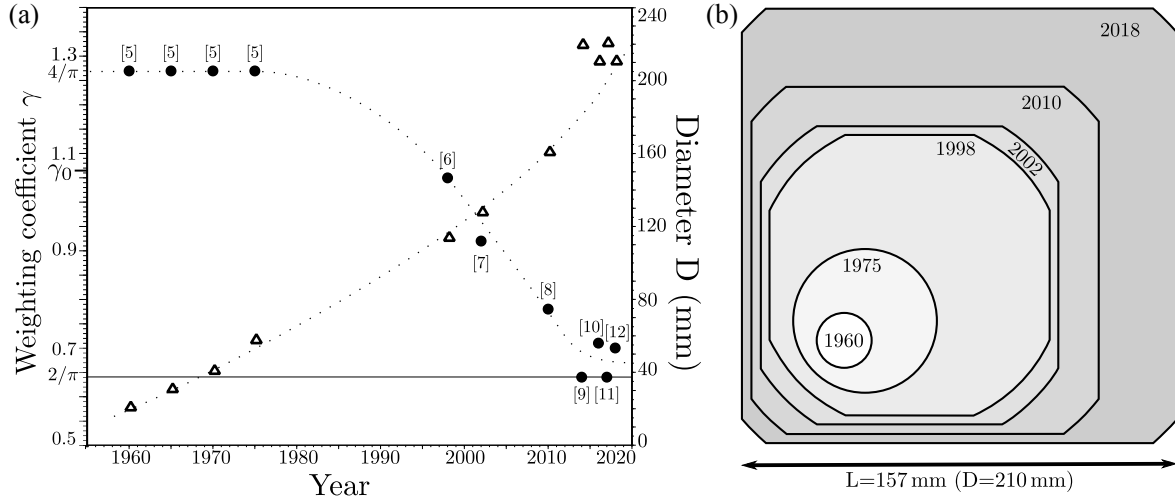 (a)
Weighting coefficient γ
1.3
4/π
1.1
γ₀
0.9
0.7
2/π
0.5
[5] [5] [5] [5]
[6]
[7]
[8]
[10]
[12]
[9] [11]
240
200
160
120
80
40
0
Diameter D (mm)
1960 1970 1980 1990 2000 2010 2020
Year
(b)
2018
2010
2002
1998
1975
1960
L=157 mm (D=210 mm)